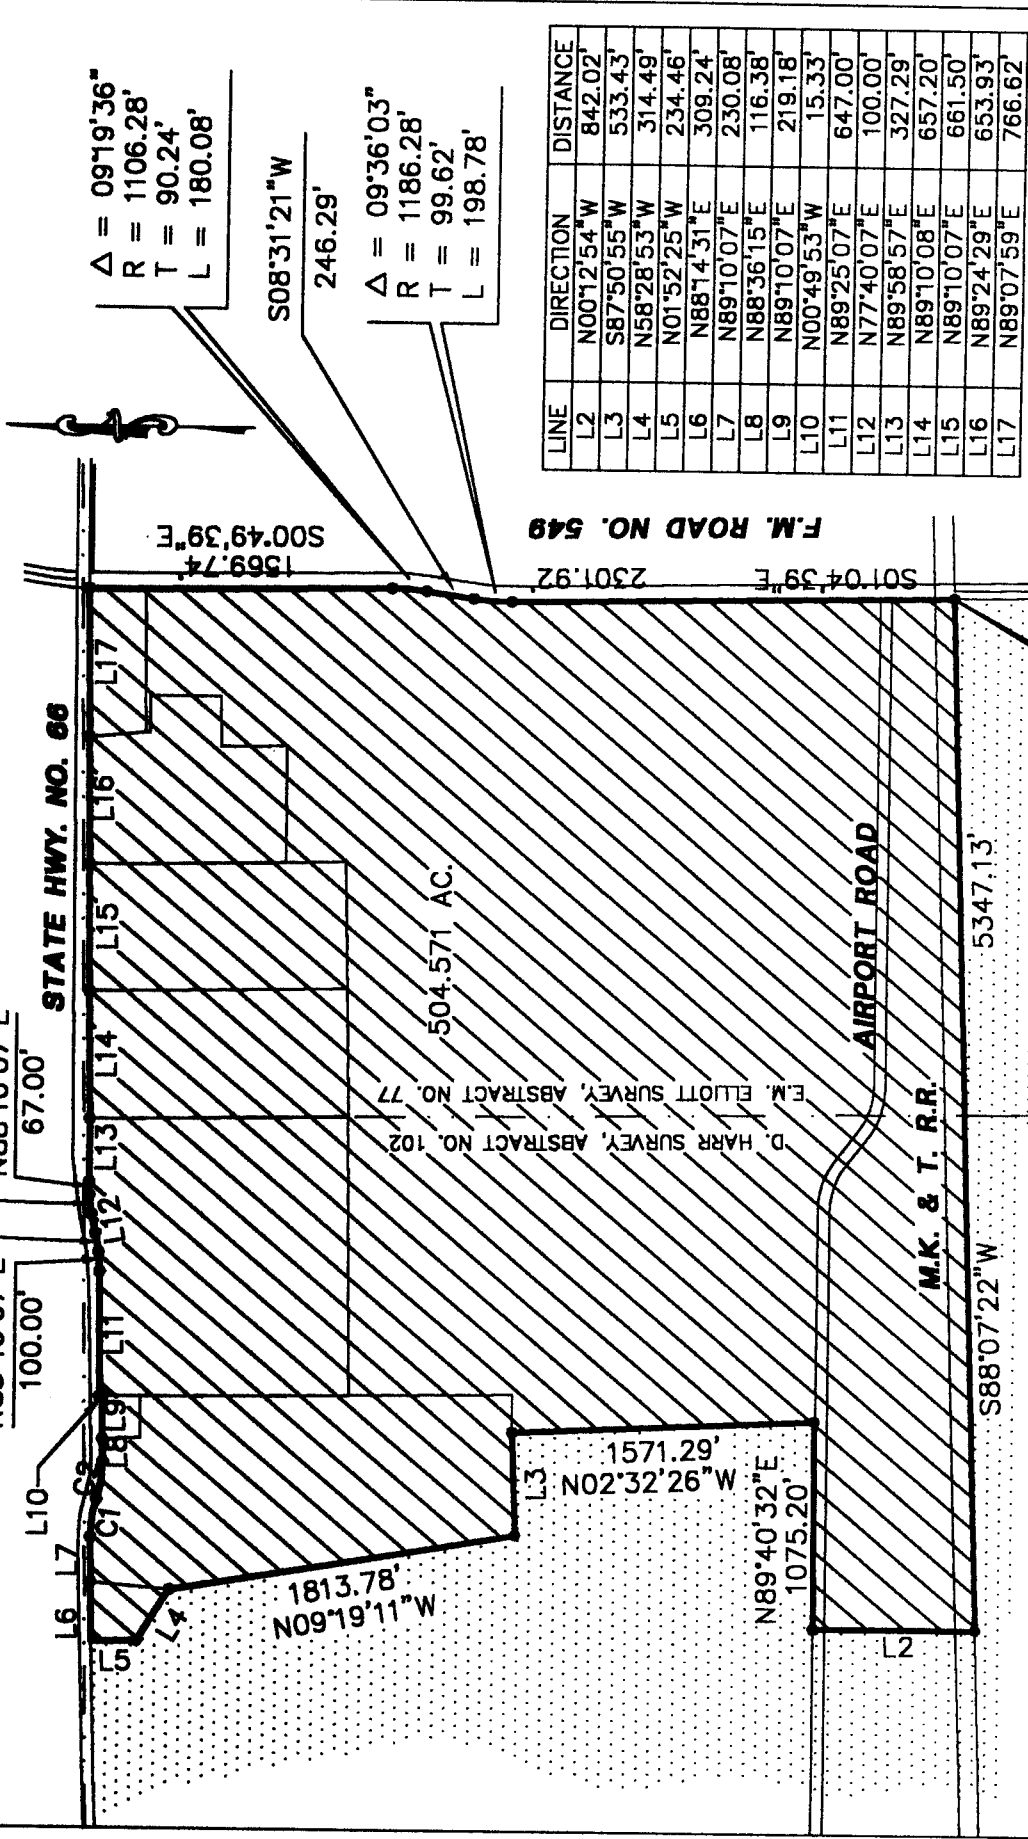 STATE HWY. NO. 66
100.00'
67.00'
L10
L6
L7
C1
C2
L8
L9
L11
L12
L13
L14
L15
L16
L17
L5
L4
1813.78'
N09°19'11"W
L3
1571.29'
N02°32'26"W
N89°40'32"E
1075.20'
L2
504.571 AC.
D. HARR SURVEY, ABSTRACT NO. 102
E.M. ELLIOTT SURVEY, ABSTRACT NO. 77
AIRPORT ROAD
M.K. & T. R.R.
S88°07'22"W
5347.13'
1569.74'
S00°49'39"E
F.M. ROAD NO. 549
2301.92'
S01°04'39"E
Δ = 09°19'36"
R = 1106.28'
T = 90.24'
L = 180.08'
S08°31'21"W
246.29'
Δ = 09°36'03"
R = 1186.28'
T = 99.62'
L = 198.78'
LINE DIRECTION DISTANCE
L2 N00°12'54"W 842.02'
L3 S87°50'55"W 533.43'
L4 N58°28'53"W 314.49'
L5 N01°52'25"W 234.46'
L6 N88°14'31"E 309.24'
L7 N89°10'07"E 230.08'
L8 N88°36'15"E 116.38'
L9 N89°10'07"E 219.18'
L10 N00°49'53"W 15.33'
L11 N89°25'07"E 647.00'
L12 N77°40'07"E 100.00'
L13 N89°58'57"E 327.29'
L14 N89°10'08"E 657.20'
L15 N89°10'07"E 661.50'
L16 N89°24'29"E 653.93'
L17 N89°07'59"E 766.62'